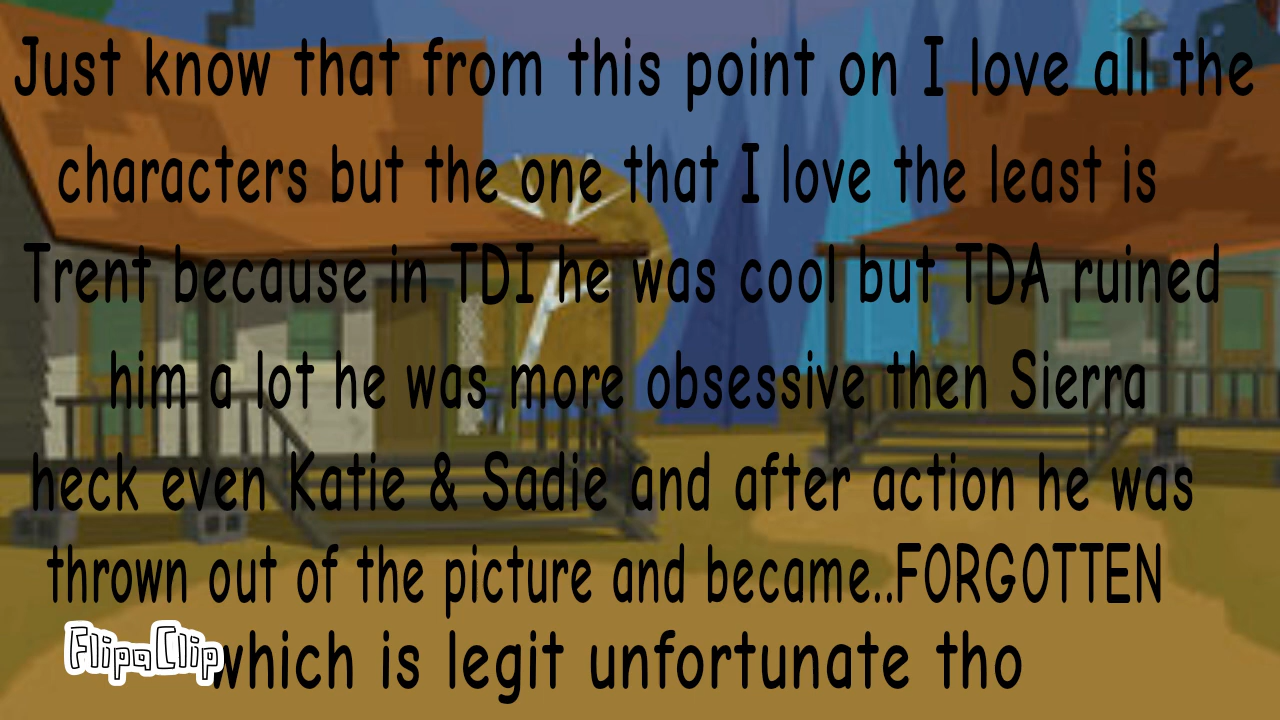 Just know that from this point on I love all the
characters but the one that I love the least is
Trent because in TDI he was cool but TDA ruined
him a lot he was more obsessive then Sierra
heck even Katie & Sadie and after action he was
thrown out of the picture and became..FORGOTTEN
which is legit unfortunate tho
FlipaClip